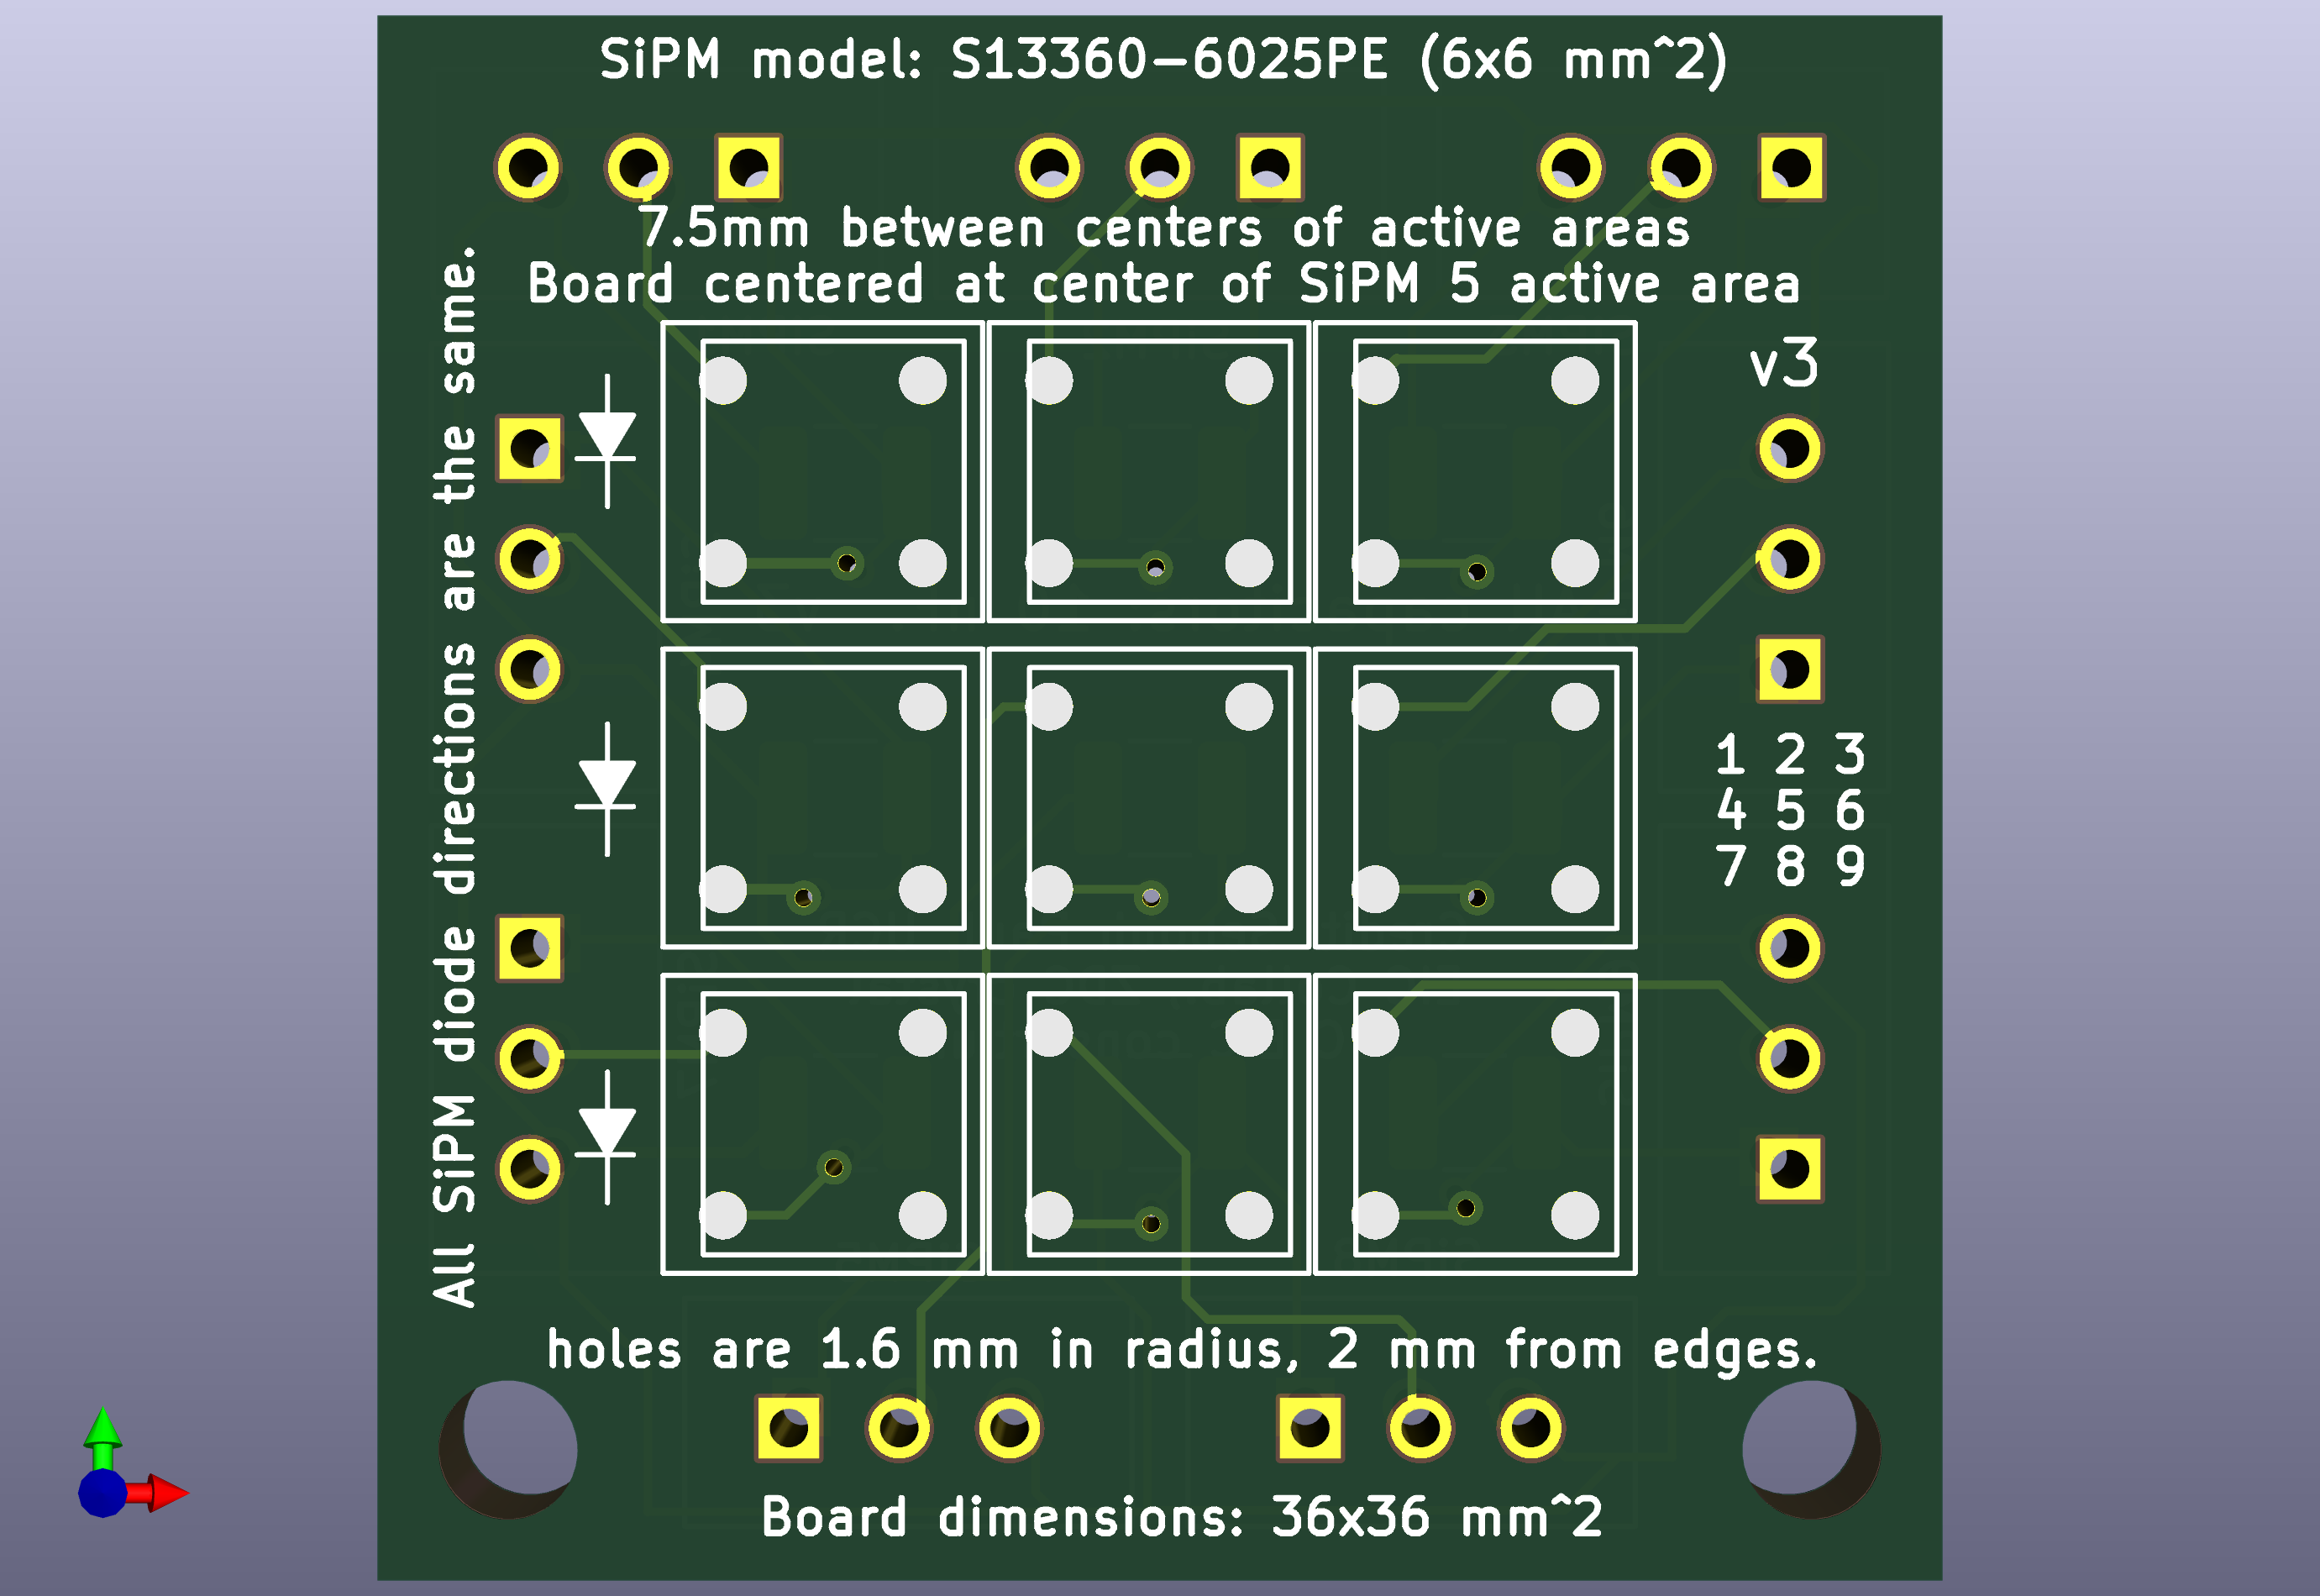 SiPM model: S13360-6025PE (6x6 mm^2)
7.5mm between centers of active areas
Board centered at center of SiPM 5 active area
All SiPM diode directions are the same.
v3
1 2 3
4 5 6
7 8 9
holes are 1.6 mm in radius, 2 mm from edges.
Board dimensions: 36x36 mm^2